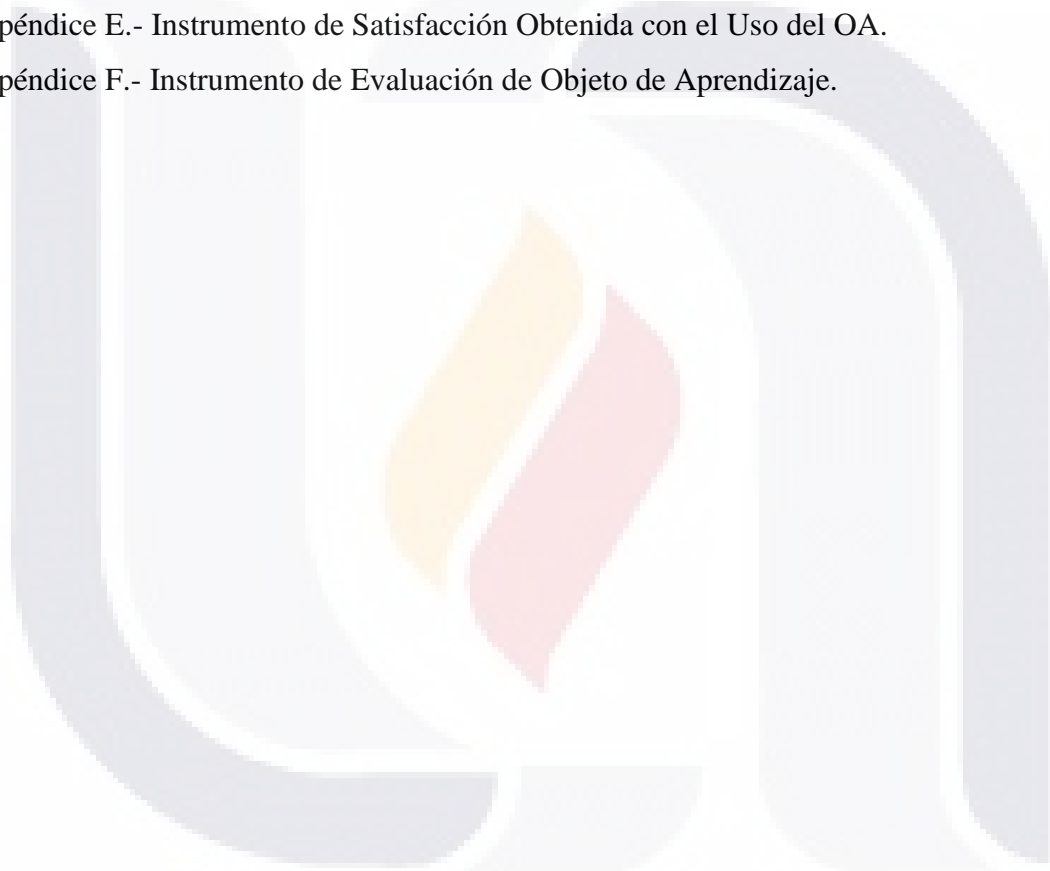 péndice E.- Instrumento de Satisfacción Obtenida con el Uso del OA.
péndice F.- Instrumento de Evaluación de Objeto de Aprendizaje.